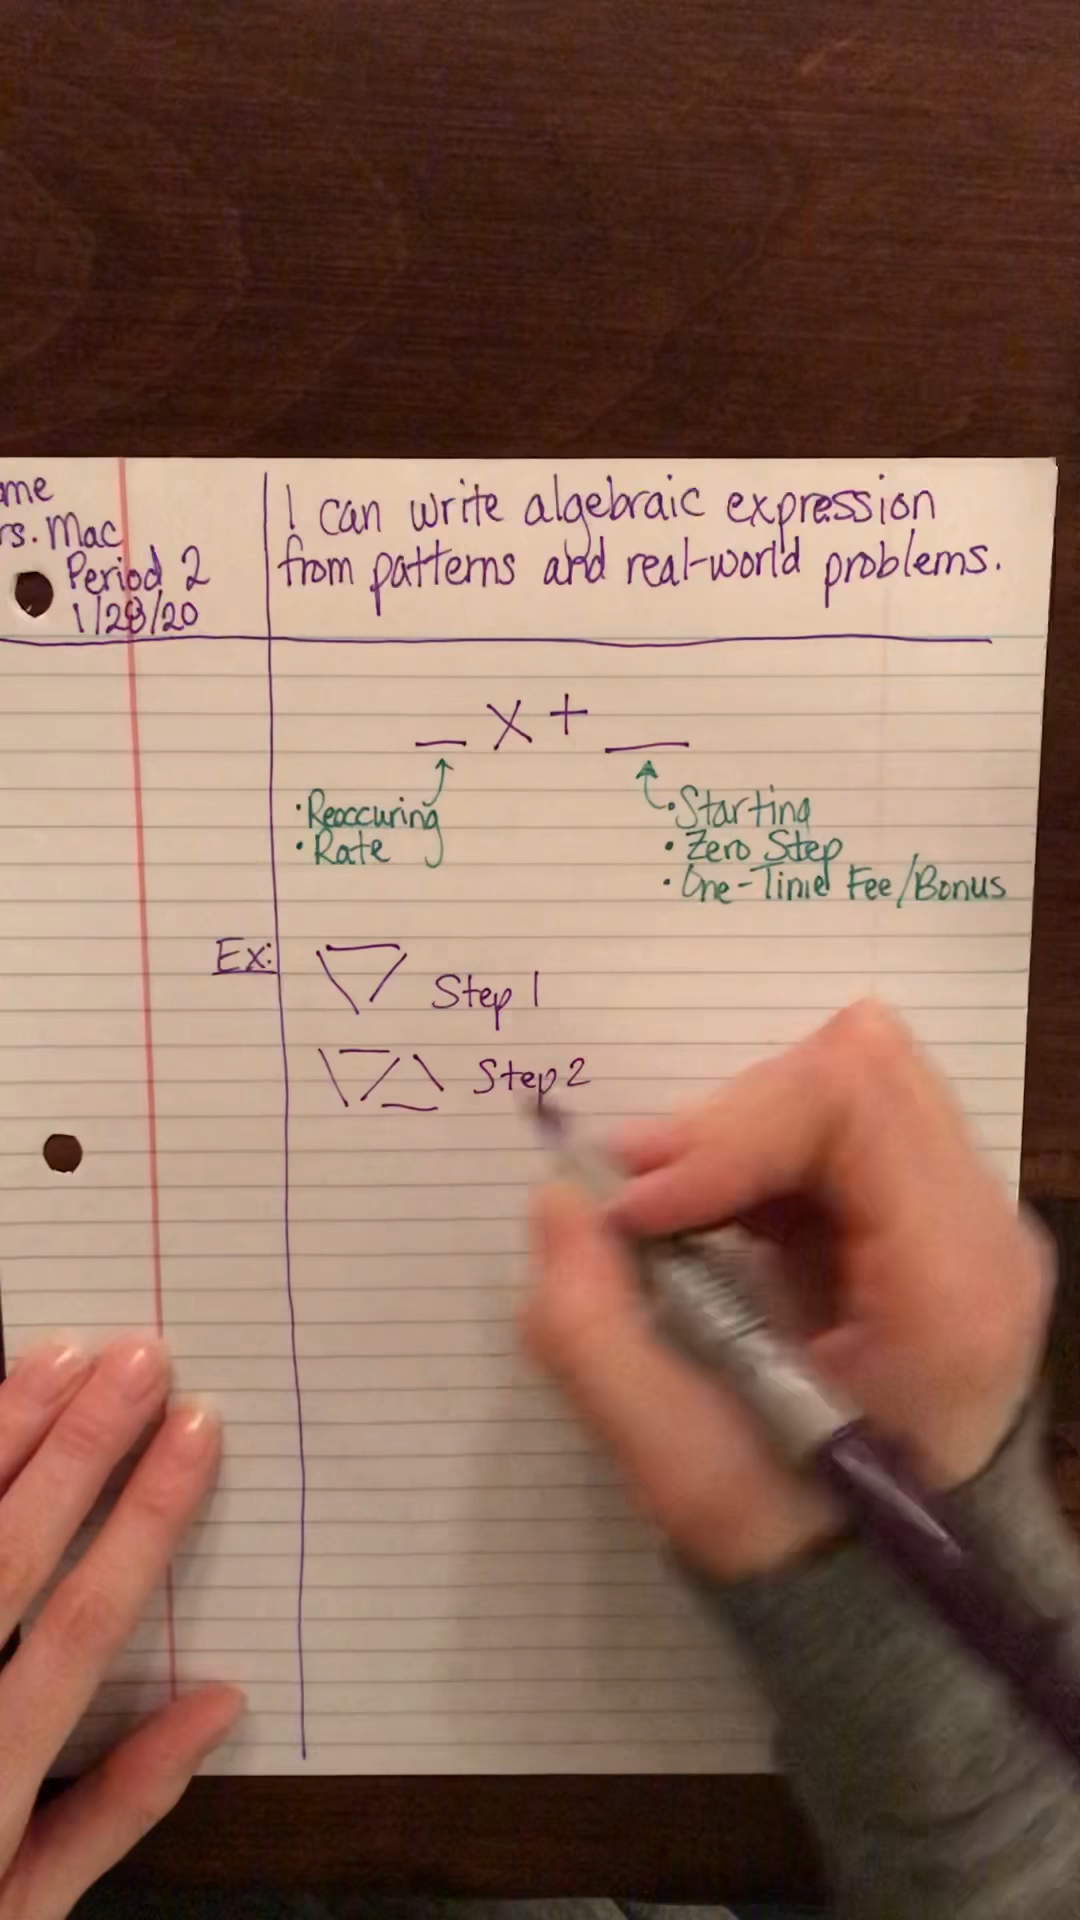 me
rs. Mac
Period 2
1/28/20
I can write algebraic expression
from patterns and real-world problems.
_ x + __
• Reoccuring
• Rate
• Starting
• Zero Step
• One-Time Fee/Bonus
Ex:
Step 1
Step 2